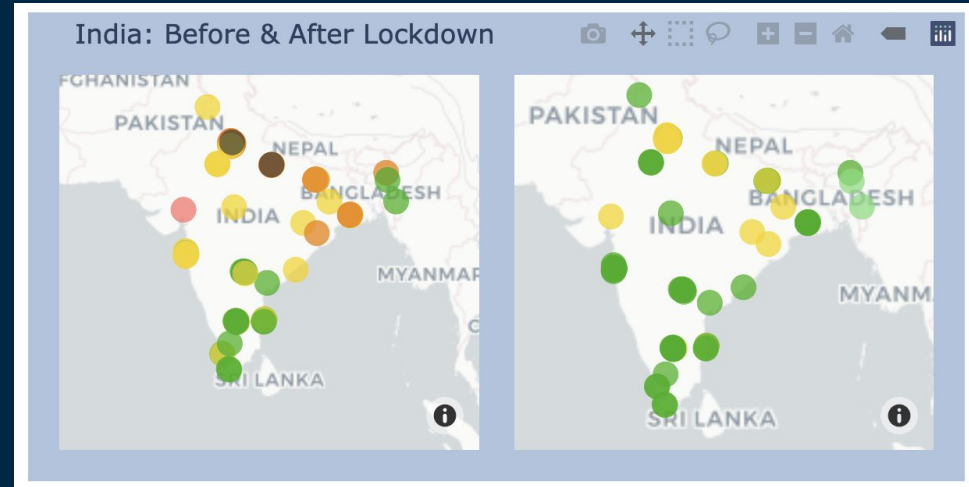 India: Before & After Lockdown
FGHANISTAN
PAKISTAN
NEPAL
BANGLADESH
INDIA
MYANMAR
SRI LANKA
PAKISTAN
NEPAL
BANGLADESH
INDIA
MYANM
SRI LANKA